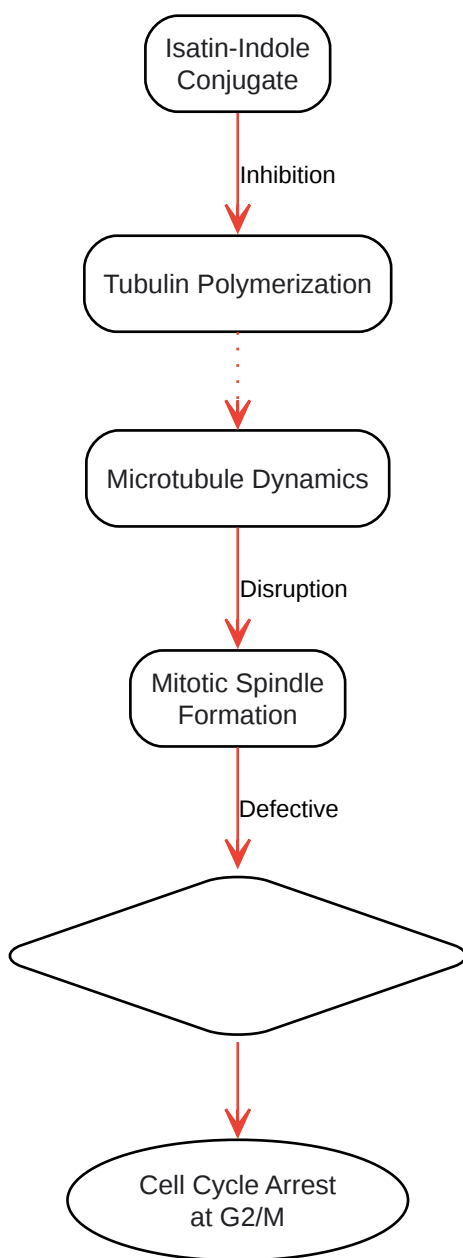 Isatin-Indole
Conjugate
Inhibition
Tubulin Polymerization
Microtubule Dynamics
Disruption
Mitotic Spindle
Formation
Defective
Cell Cycle Arrest
at G2/M